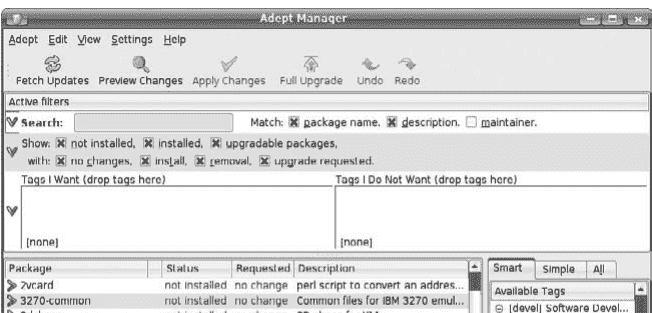 Adept Manager
Adept Edit View Settings Help
Fetch Updates Preview Changes Apply Changes Full Upgrade Undo Redo
Active filters
Search: Match: package name. description. maintainer.
Show: not installed, installed, upgradable packages,
with: no changes, install, removal, upgrade requested.
Tags I Want (drop tags here) Tags I Do Not Want (drop tags here)
[none] [none]
Package Status Requested Description Smart Simple All
2vcard not installed no change perl script to convert an addres... Available Tags
3270-common not installed no change Common files for IBM 3270 emul... [devel] Software Devel...